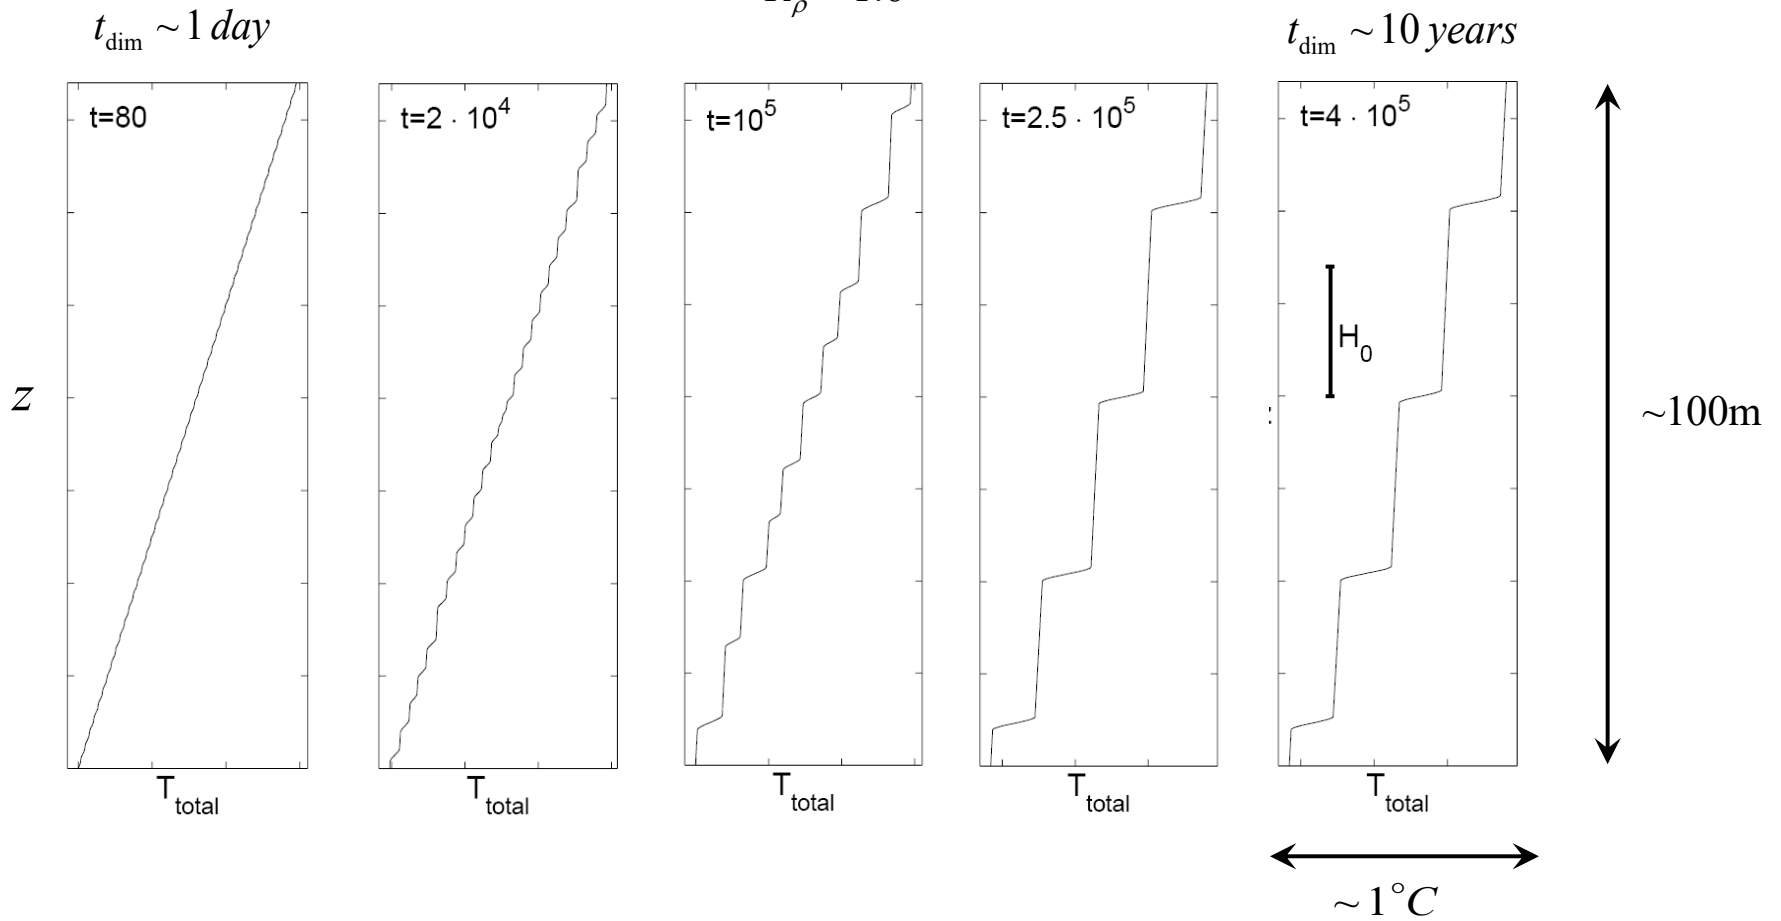 t_dim ~ 1 day
t_dim ~ 10 years
t=80
t=2 · 10^4
t=10^5
t=2.5 · 10^5
t=4 · 10^5
H_0
z
~100m
T_total
T_total
T_total
T_total
T_total
~ 1°C